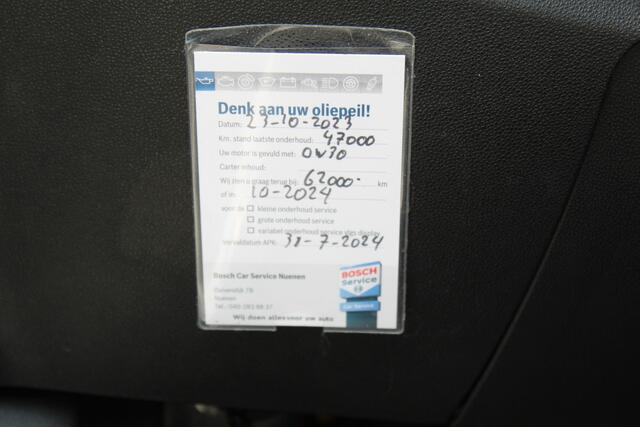 Denk aan uw oliepeil!
Datum: 23-10-2023
Km. stand laatste onderhoud: 47000
Uw motor is gevuld met: 0W30
Carter inhoud:
Wij zien u graag terug bij: 62000- km
of in: 10-2024
voor de kleine onderhoud service
grote onderhoud service
variabel onderhoud service vlgs display
Vervaldatum APK: 31-7-2024
Bosch Car Service Nuenen
Nuenen
BOSCH
Service
Car Service
Wij doen alles voor uw auto